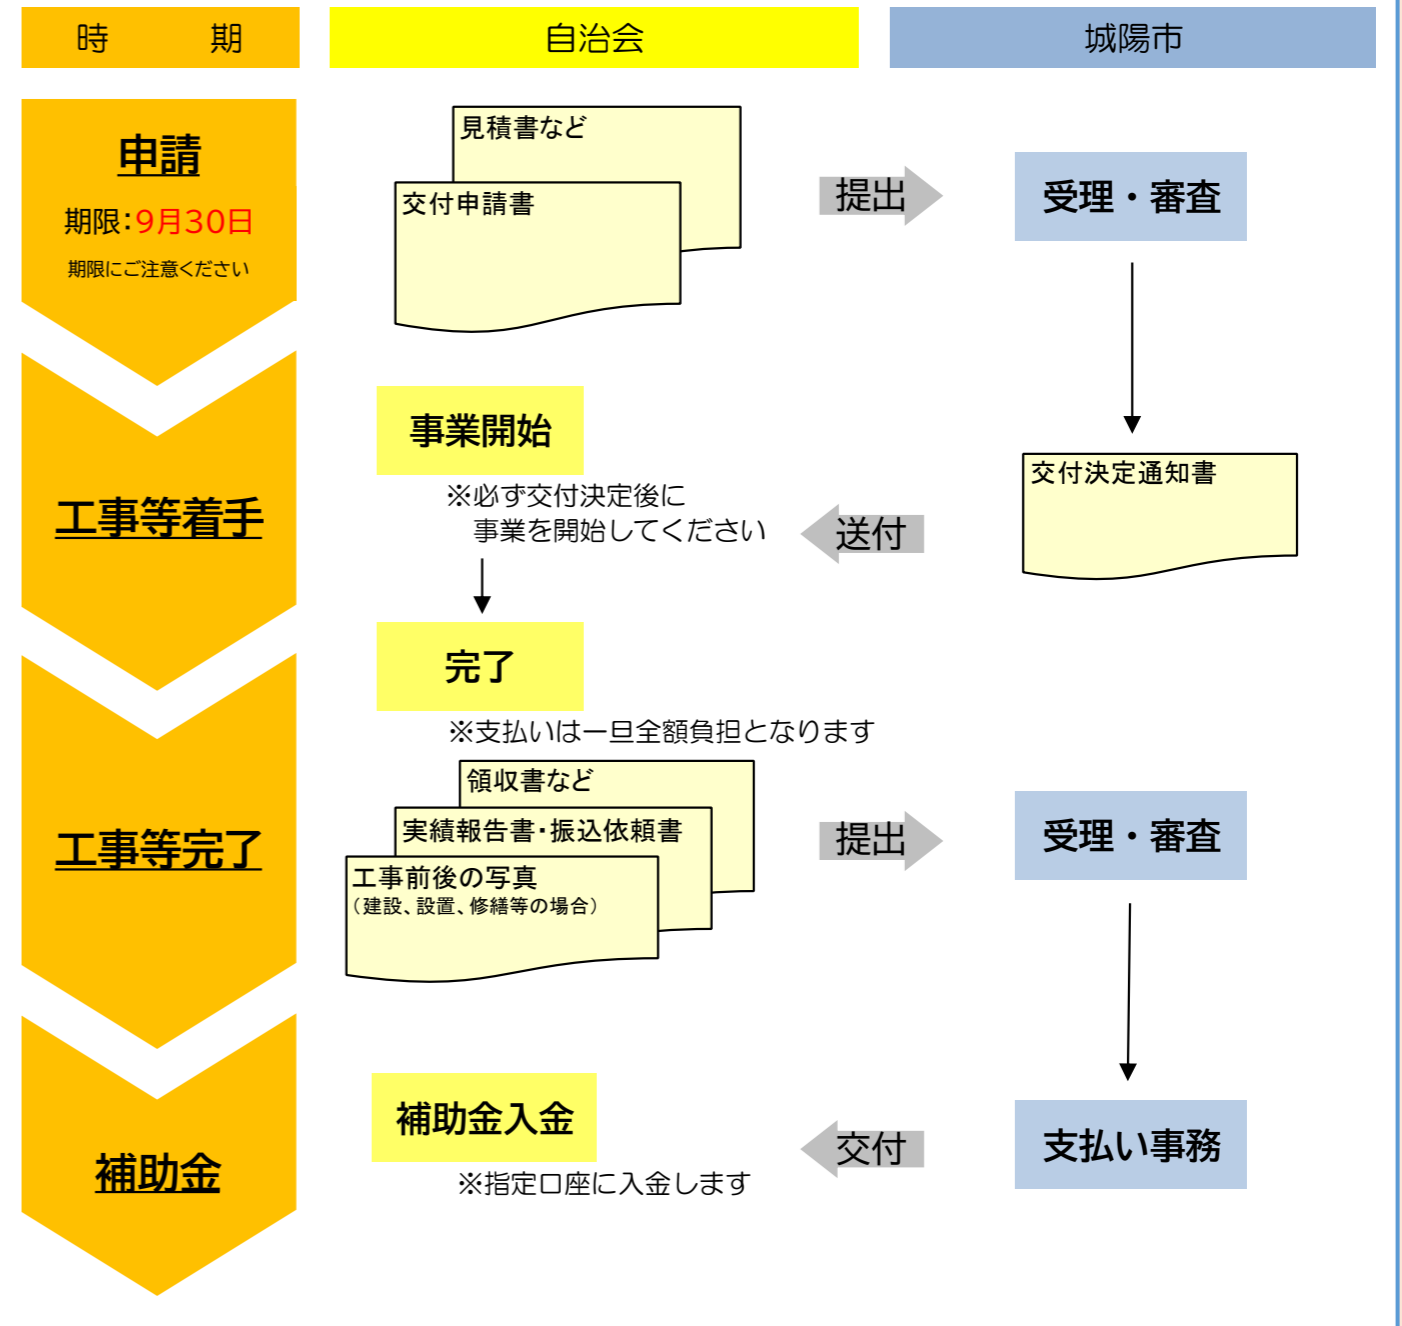 時　期
自治会
城陽市
申請
期限：9月30日
期限にご注意ください
見積書など
交付申請書
提出
受理・審査
工事等着手
事業開始
※必ず交付決定後に
事業を開始してください
送付
交付決定通知書
工事等完了
完了
※支払いは一旦全額負担となります
領収書など
実績報告書・振込依頼書
工事前後の写真
（建設、設置、修繕等の場合）
提出
受理・審査
補助金
補助金入金
※指定口座に入金します
交付
支払い事務